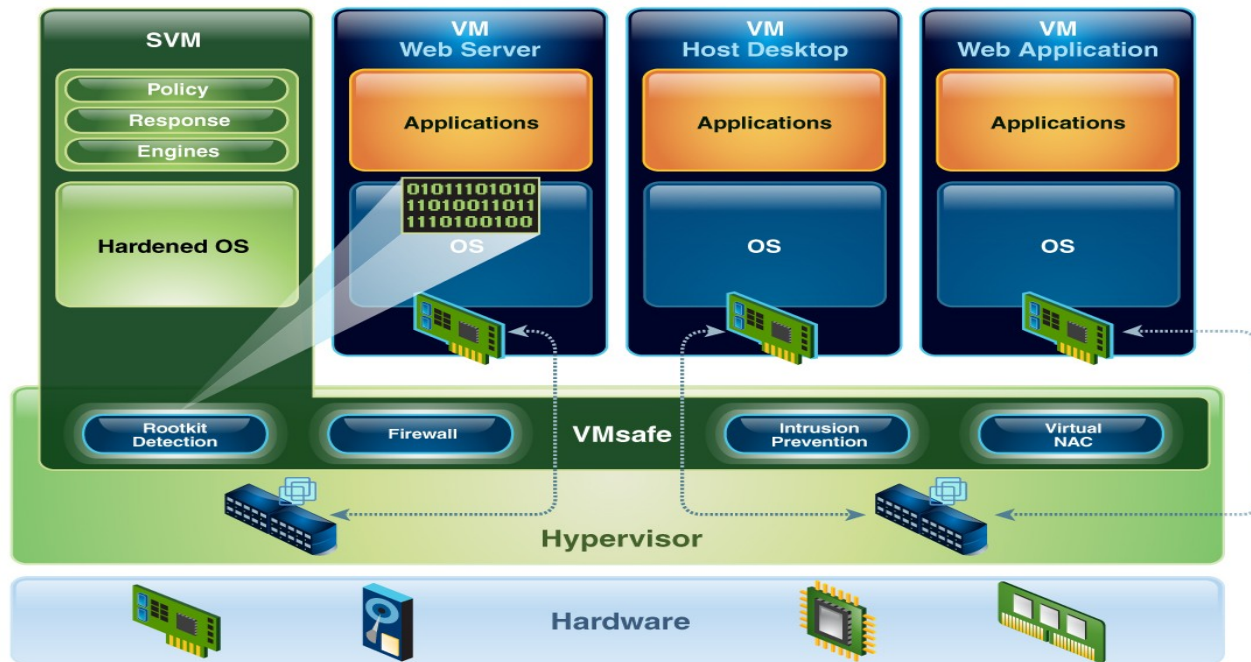 SVM
Policy
Response
Engines
Hardened OS
VM
Web Server
Applications
01011101010
11010011011
1110100100
OS
VM
Host Desktop
Applications
OS
VM
Web Application
Applications
OS
Rootkit
Detection
Firewall
VMsafe
Intrusion
Prevention
Virtual
NAC
Hypervisor
Hardware